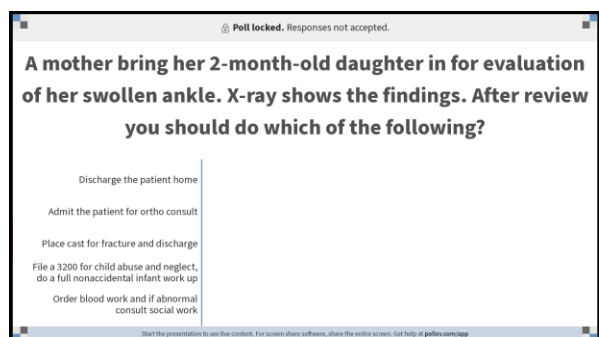 Poll locked. Responses not accepted.
A mother bring her 2-month-old daughter in for evaluation
of her swollen ankle. X-ray shows the findings. After review
you should do which of the following?
Discharge the patient home
Admit the patient for ortho consult
Place cast for fracture and discharge
File a 3200 for child abuse and neglect,
do a full nonaccidental infant work up
Order blood work and if abnormal
consult social work
Start the presentation to see live content. For screen share software, share the entire screen. Get help at pollev.com/app